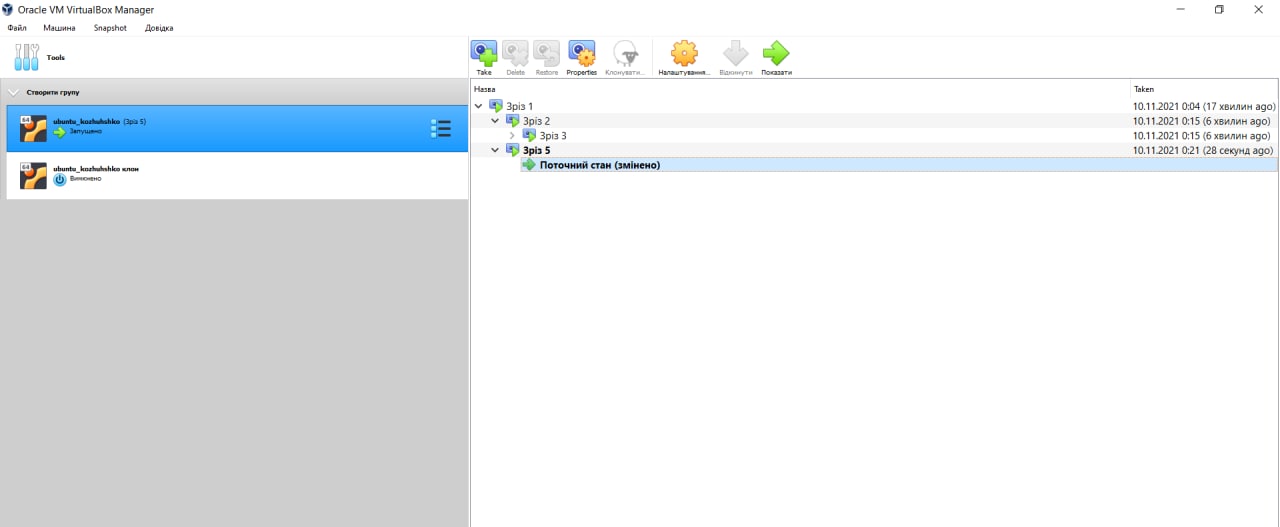 Oracle VM VirtualBox Manager
Файл Машина Snapshot Довідка
Tools
Take Delete Restore Properties Клонувати... Налаштування... Відкинути Показати
Створити групу
64
ubuntu_kozhuhshko (Зріз 5)
Запущено
64
ubuntu_kozhuhshko клон
Вимкнено
Назва Taken
Зріз 1 10.11.2021 0:04 (17 хвилин ago)
Зріз 2 10.11.2021 0:15 (6 хвилин ago)
Зріз 3 10.11.2021 0:15 (6 хвилин ago)
Зріз 5 10.11.2021 0:21 (28 секунд ago)
Поточний стан (змінено)